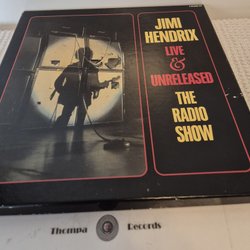 JIMI
HENDRIX
LIVE
&
UNRELEASED
THE
RADIO
SHOW
Thompa Records